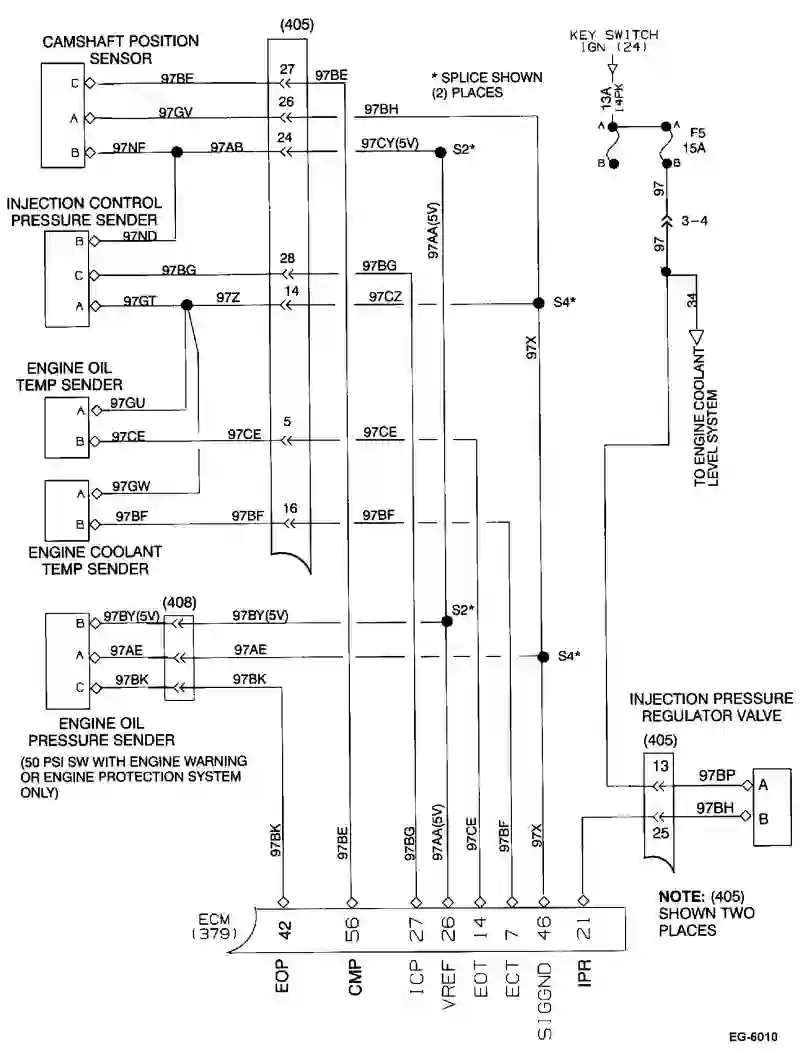 (405)
CAMSHAFT POSITION
SENSOR
KEY SWITCH
IGN (24)
C
97BE
27
97BE
* SPLICE SHOWN
(2) PLACES
13A
14PK
A
97GV
26
97BH
A
A
F5
15A
B
97NF
97AB
24
97CY(5V)
S2*
B
B
INJECTION CONTROL
PRESSURE SENDER
97
97AA(5V)
3-4
B
97ND
97
C
97BG
28
97BG
A
97GT
97Z
14
97CZ
S4*
34
97X
TO ENGINE COOLANT
LEVEL SYSTEM
ENGINE OIL
TEMP SENDER
A
97GU
B
97CE
97CE
5
97CE
A
97GW
B
97BF
97BF
16
97BF
ENGINE COOLANT
TEMP SENDER
(408)
S2*
B
97BY(5V)
97BY(5V)
A
97AE
97AE
S4*
C
97BK
ENGINE OIL
PRESSURE SENDER
(50 PSI SW WITH ENGINE WARNING
OR ENGINE PROTECTION SYSTEM
ONLY)
INJECTION PRESSURE
REGULATOR VALVE
(405)
13
97BP
A
97BH
B
25
97BK
97BE
97BG
97AA(5V)
97CE
97BF
97X
NOTE: (405)
SHOWN TWO
PLACES
ECM
(379)
42
56
27
26
14
7
46
21
EOP
CMP
ICP
VREF
EOT
ECT
SIGGND
IPR
EG-6010